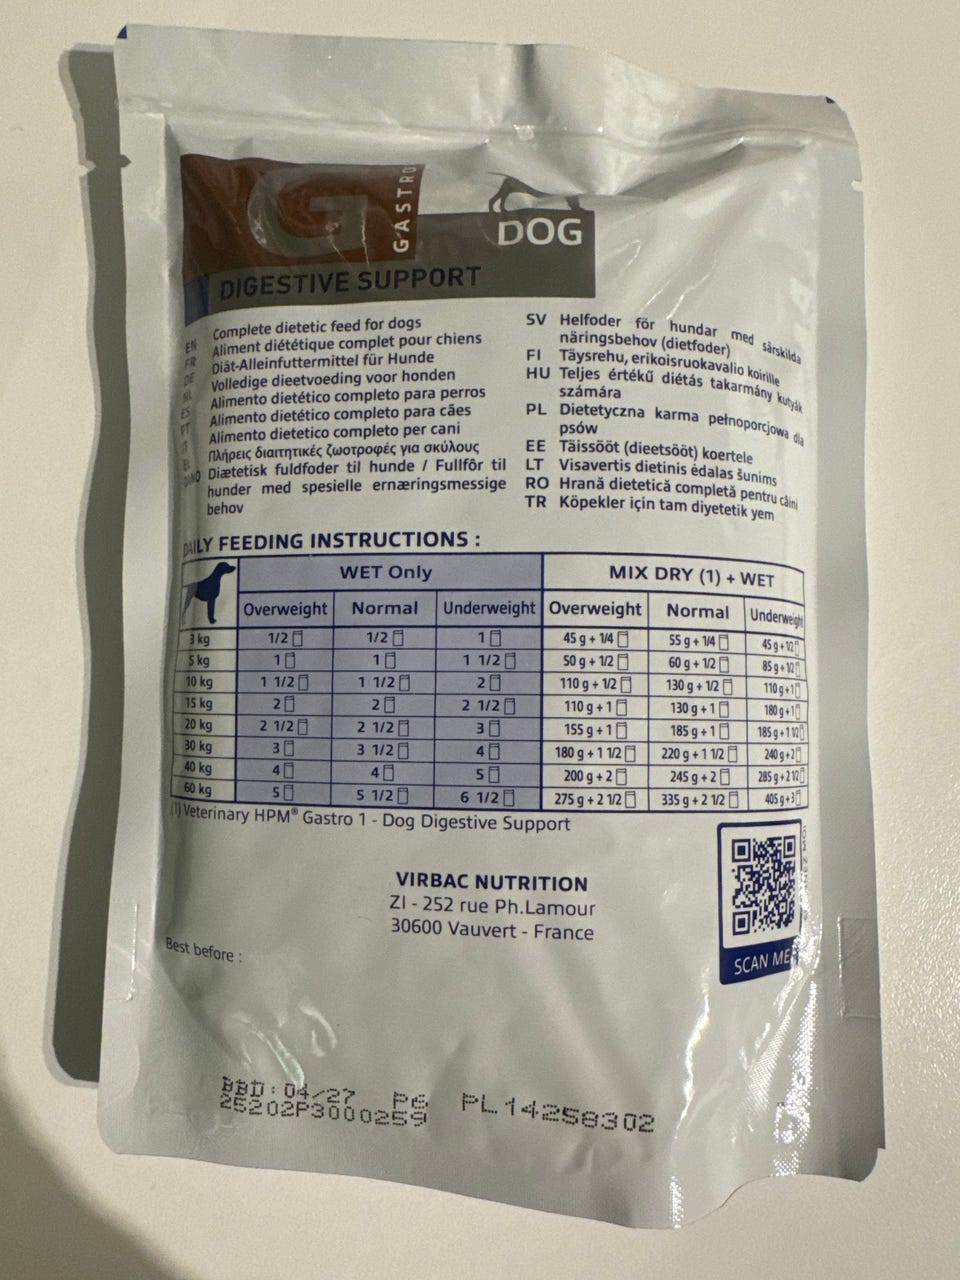 G
GASTRO
DOG
DIGESTIVE SUPPORT
EN Complete dietetic feed for dogs
FR Aliment diététique complet pour chiens
DE Diät-Alleinfuttermittel für Hunde
NL Volledige dieetvoeding voor honden
ES Alimento dietético completo para perros
PT Alimento dietético completo para cães
IT Alimento dietetico completo per cani
EL Πλήρεις διαιτητικές ζωοτροφές για σκύλους
DA/NO Diætetisk fuldfoder til hunde / Fullfôr til
hunder med spesielle ernæringsmessige
behov
SV Helfoder för hundar med särskilda
näringsbehov (dietfoder)
FI Täysrehu, erikoisruokavalio koirille
HU Teljes értékű diétás takarmány kutyák
számára
PL Dietetyczna karma pełnoporcjowa dla
psów
EE Täissööt (dieetsööt) koertele
LT Visavertis dietinis ėdalas šunims
RO Hrană dietetică completă pentru câini
TR Köpekler için tam diyetetik yem
DAILY FEEDING INSTRUCTIONS :
WET Only MIX DRY (1) + WET
Overweight Normal Underweight Overweight Normal Underweight
3 kg 1/2 1/2 1 45 g + 1/4 55 g + 1/4 45 g + 1/2
5 kg 1 1 1 1/2 50 g + 1/2 60 g + 1/2 85 g + 1/2
10 kg 1 1/2 1 1/2 2 110 g + 1/2 130 g + 1/2 110 g + 1
15 kg 2 2 2 1/2 110 g + 1 130 g + 1 180 g + 1
20 kg 2 1/2 2 1/2 3 155 g + 1 185 g + 1 185 g + 1 1/2
30 kg 3 3 1/2 4 180 g + 1 1/2 220 g + 1 1/2 240 g + 2
40 kg 4 4 5 200 g + 2 245 g + 2 285 g + 2 1/2
60 kg 5 5 1/2 6 1/2 275 g + 2 1/2 335 g + 2 1/2 405 g + 3
(1) Veterinary HPM® Gastro 1 - Dog Digestive Support
VIRBAC NUTRITION
ZI - 252 rue Ph.Lamour
30600 Vauvert - France
SCAN ME
Best before :
BBD: 04/27 P6 PL14258302
25202P3000259